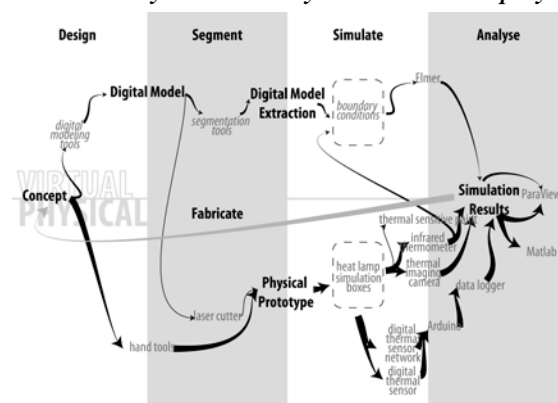 Design
Segment
Simulate
Analyse
Digital Model
Digital Model
Extraction
digital
modeling
tools
segmentation
tools
boundary
conditions
Elmer
VIRTUAL
PHYSICAL
Concept
Fabricate
Simulation
Results
ParaView
thermal sensitive
infrared
thermometer
thermal
imaging
camera
Matlab
Physical
Prototype
heat lamp
simulation
boxes
data logger
laser cutter
hand tools
Arduino
digital
thermal
sensor
network
digital
thermal
sensor